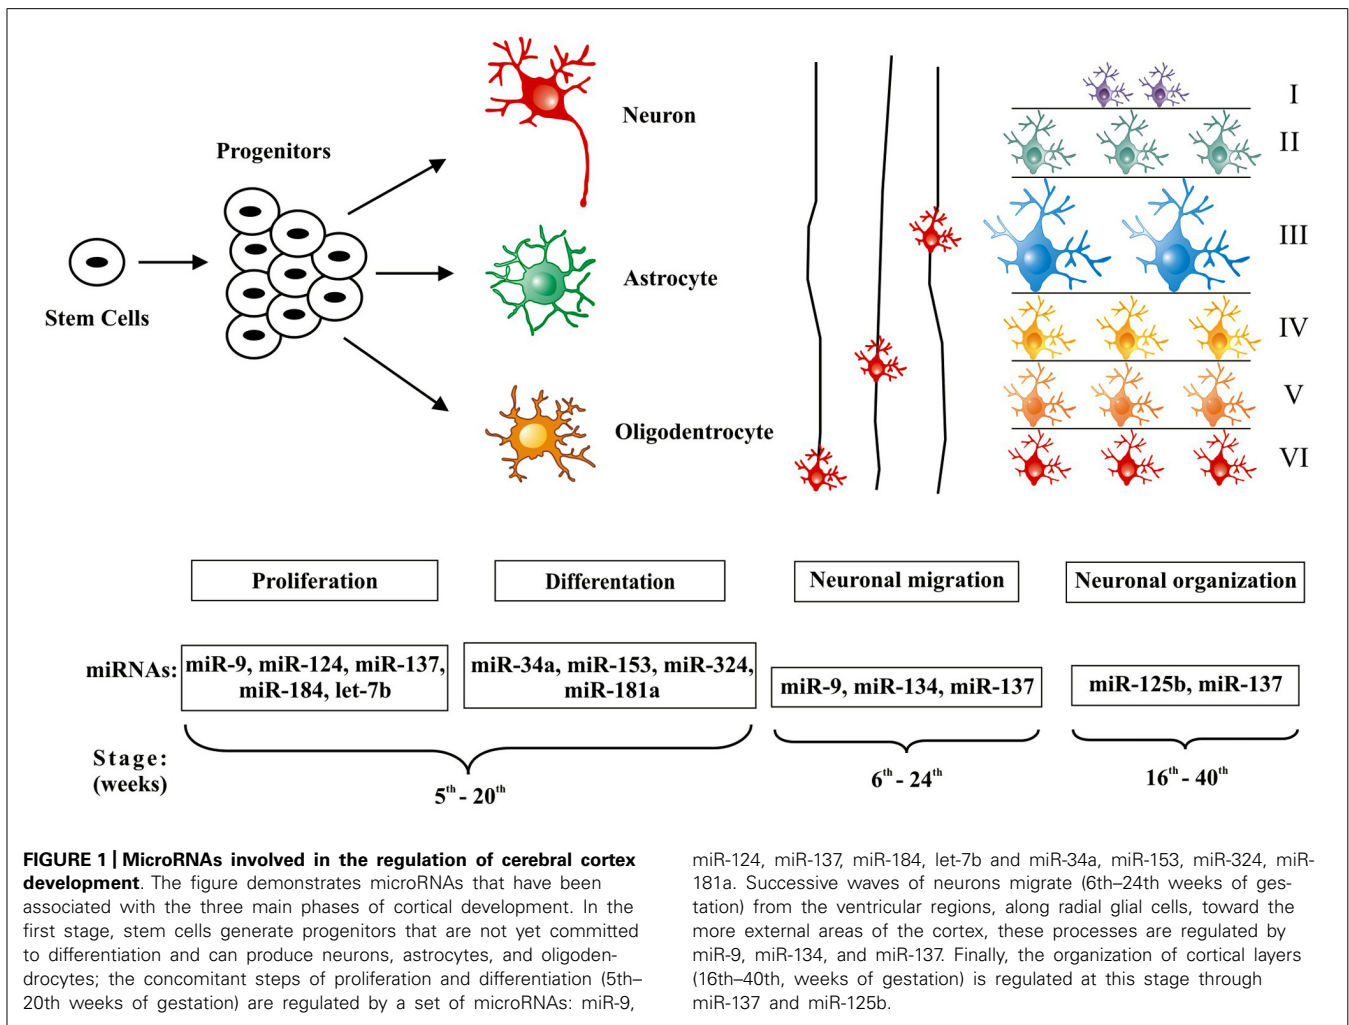 Neuron
Progenitors
Stem Cells
Astrocyte
Oligodentrocyte
I
II
III
IV
V
VI
Proliferation
Differentation
Neuronal migration
Neuronal organization
miRNAs:
miR-9, miR-124, miR-137,
miR-184, let-7b
miR-34a, miR-153, miR-324,
miR-181a
miR-9, miR-134, miR-137
miR-125b, miR-137
Stage:
(weeks)
5th - 20th
6th - 24th
16th - 40th
FIGURE 1 | MicroRNAs involved in the regulation of cerebral cortex
development. The figure demonstrates microRNAs that have been
associated with the three main phases of cortical development. In the
first stage, stem cells generate progenitors that are not yet committed
to differentiation and can produce neurons, astrocytes, and oligoden-
drocytes; the concomitant steps of proliferation and differentiation (5th–
20th weeks of gestation) are regulated by a set of microRNAs: miR-9,
miR-124, miR-137, miR-184, let-7b and miR-34a, miR-153, miR-324, miR-
181a. Successive waves of neurons migrate (6th–24th weeks of ges-
tation) from the ventricular regions, along radial glial cells, toward the
more external areas of the cortex, these processes are regulated by
miR-9, miR-134, and miR-137. Finally, the organization of cortical layers
(16th–40th, weeks of gestation) is regulated at this stage through
miR-137 and miR-125b.